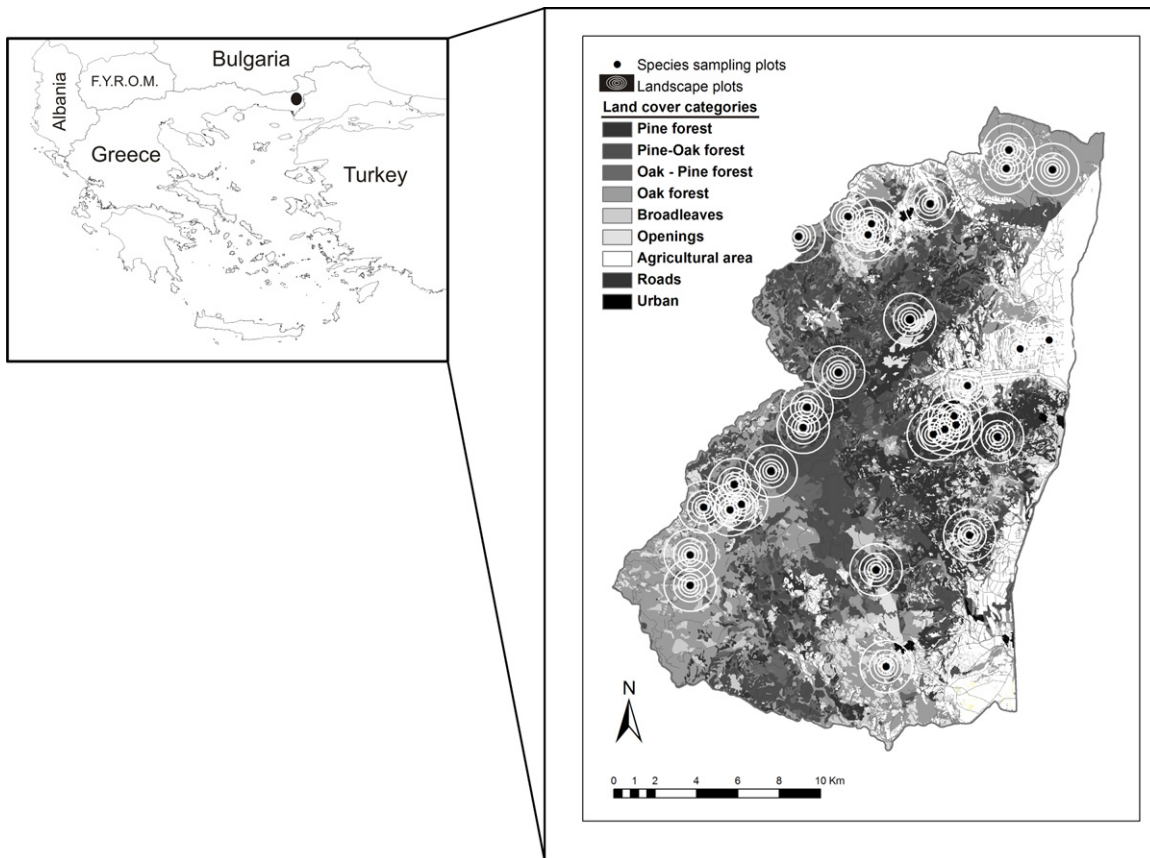 Bulgaria
F.Y.R.O.M.
Albania
Greece
Turkey
Species sampling plots
Landscape plots
Land cover categories
Pine forest
Pine-Oak forest
Oak - Pine forest
Oak forest
Broadleaves
Openings
Agricultural area
Roads
Urban
N
0 1 2 4 6 8 10 Km